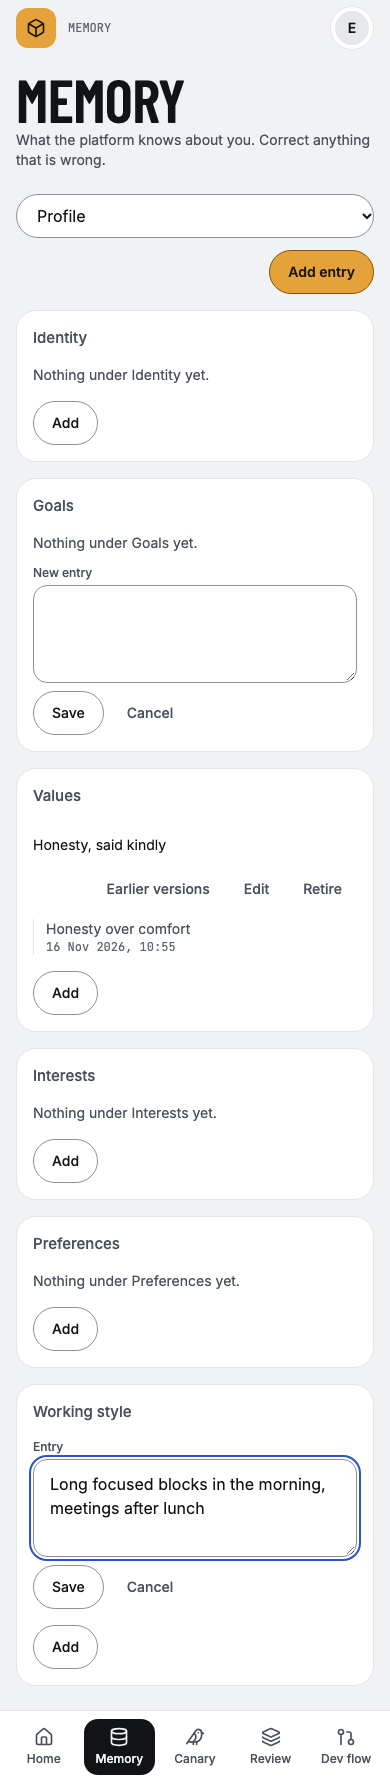 MEMORY
E
MEMORY
What the platform knows about you. Correct anything
that is wrong.
Profile
Add entry
Identity
Nothing under Identity yet.
Add
Goals
Nothing under Goals yet.
New entry
Save Cancel
Values
Honesty, said kindly
Earlier versions Edit Retire
Honesty over comfort
16 Nov 2026, 10:55
Add
Interests
Nothing under Interests yet.
Add
Preferences
Nothing under Preferences yet.
Add
Working style
Entry
Long focused blocks in the morning,
meetings after lunch
Save Cancel
Add
Home Memory Canary Review Dev flow